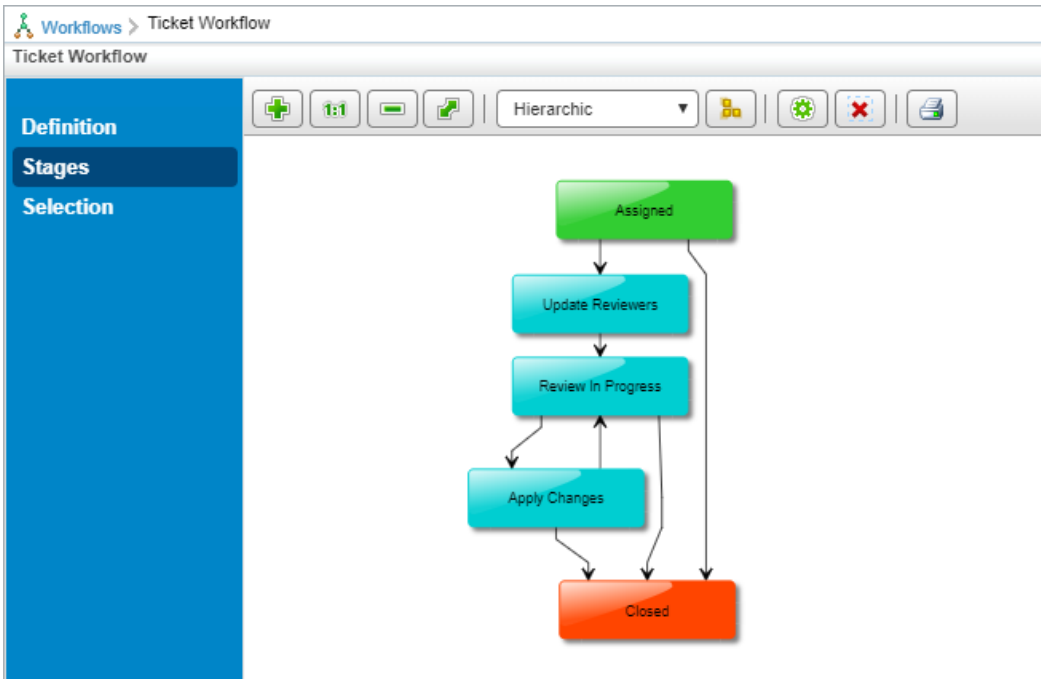 Workflows > Ticket Workflow
Ticket Workflow
Definition
Stages
Selection
1:1
Hierarchic
Assigned
Update Reviewers
Review In Progress
Apply Changes
Closed